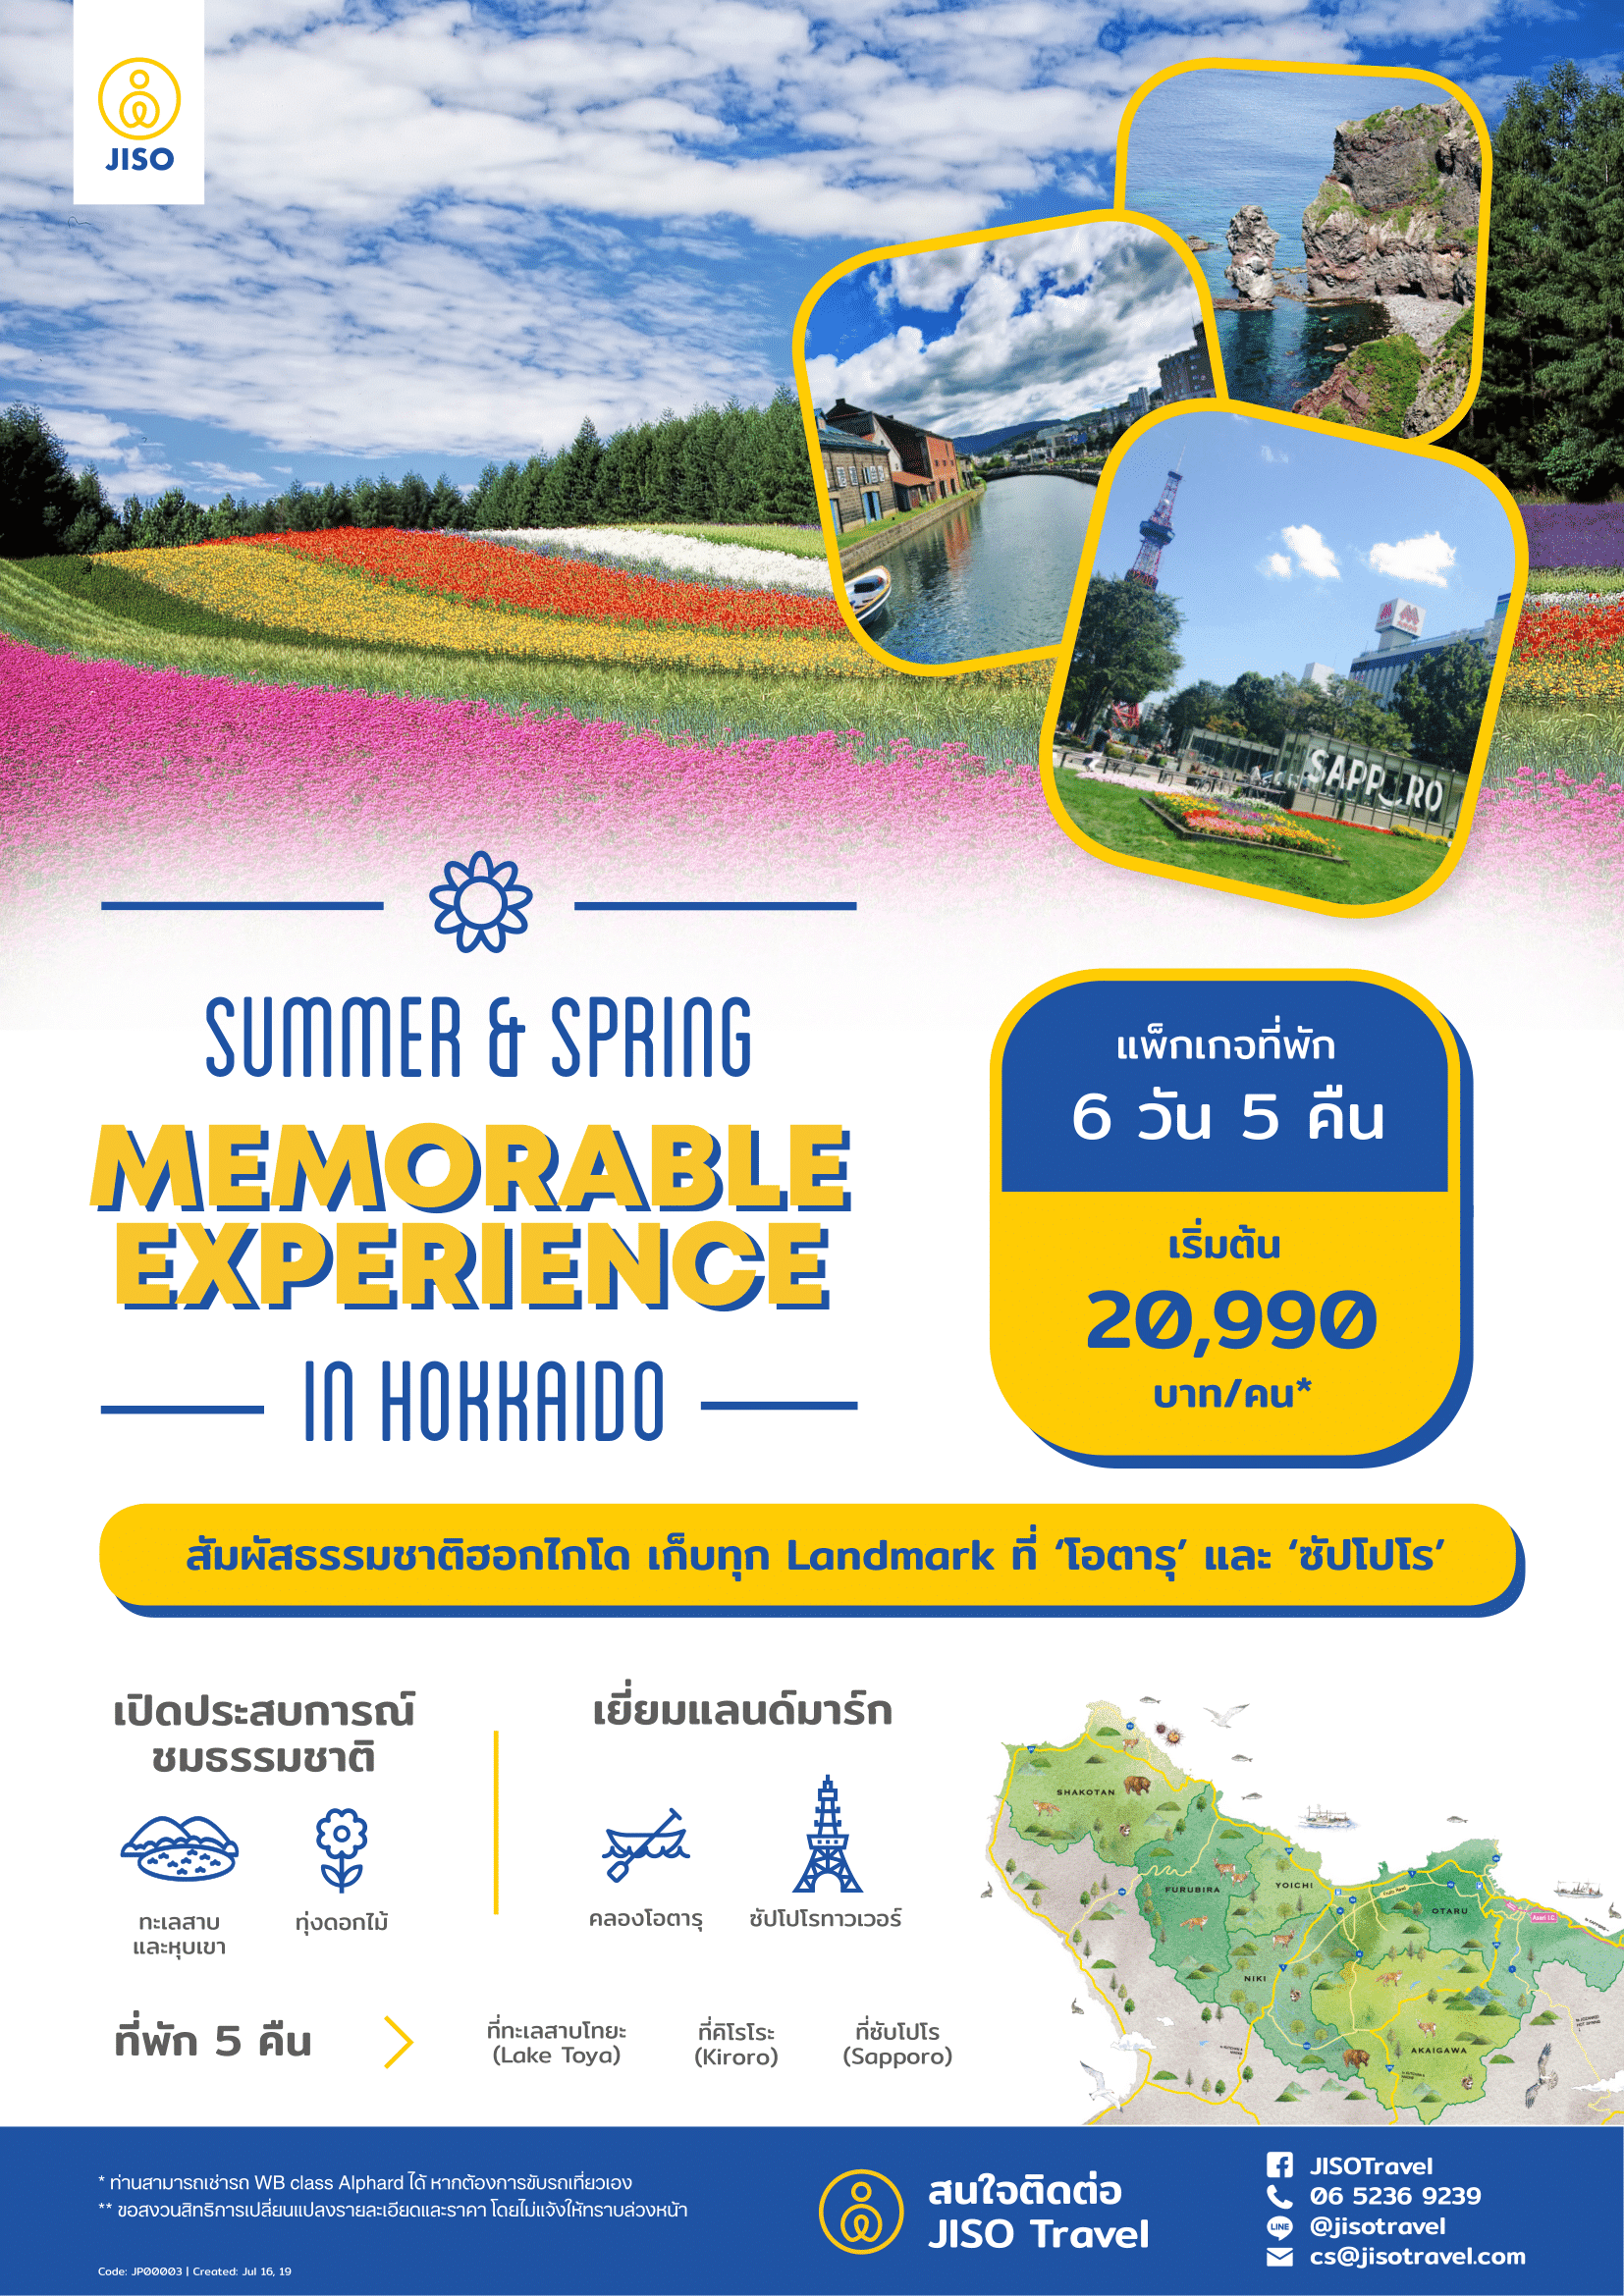 JISO
SAPPORO
SUMMER & SPRING
MEMORABLE
EXPERIENCE
IN HOKKAIDO
แพ็กเกจที่พัก
6 วัน 5 คืน
เริ่มต้น
20,990
บาท/คน*
สัมผัสธรรมชาติฮอกไกโด เก็บทุก Landmark ที่ ‘โอตารุ’ และ ‘ซัปโปโร’
เปิดประสบการณ์
ชมธรรมชาติ
ทะเลสาบ
และหุบเขา
ทุ่งดอกไม้
เยี่ยมแลนด์มาร์ก
คลองโอตารุ
ซัปโปโรทาวเวอร์
SHAKOTAN
FURUBIRA
YOICHI
OTARU
NIKI
AKAIGAWA
ที่พัก 5 คืน
ที่ทะเลสาบโทยะ
(Lake Toya)
ที่คิโรโระ
(Kiroro)
ที่ซับโปโร
(Sapporo)
* ท่านสามารถเช่ารถ WB class Alphard ได้ หากต้องการขับรถเที่ยวเอง
** ขอสงวนสิทธิการเปลี่ยนแปลงรายละเอียดและราคา โดยไม่แจ้งให้ทราบล่วงหน้า
Code: JP00003 | Created: Jul 16, 19
สนใจติดต่อ
JISO Travel
JISOTravel
06 5236 9239
LINE @jisotravel
cs@jisotravel.com